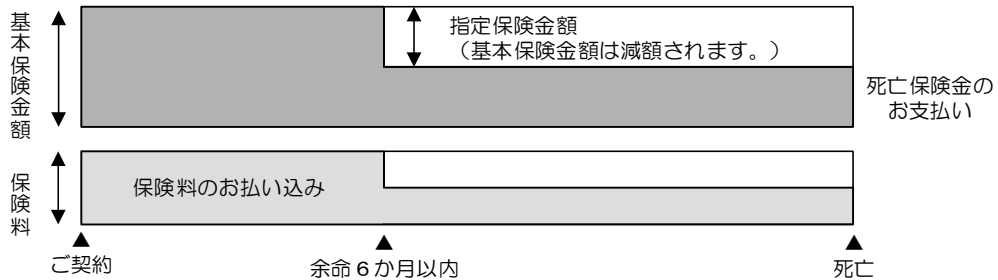 基本保険金額
指定保険金額
（基本保険金額は減額されます。）
死亡保険金の
お支払い
保険料
保険料のお払い込み
ご契約
余命６か月以内
死亡